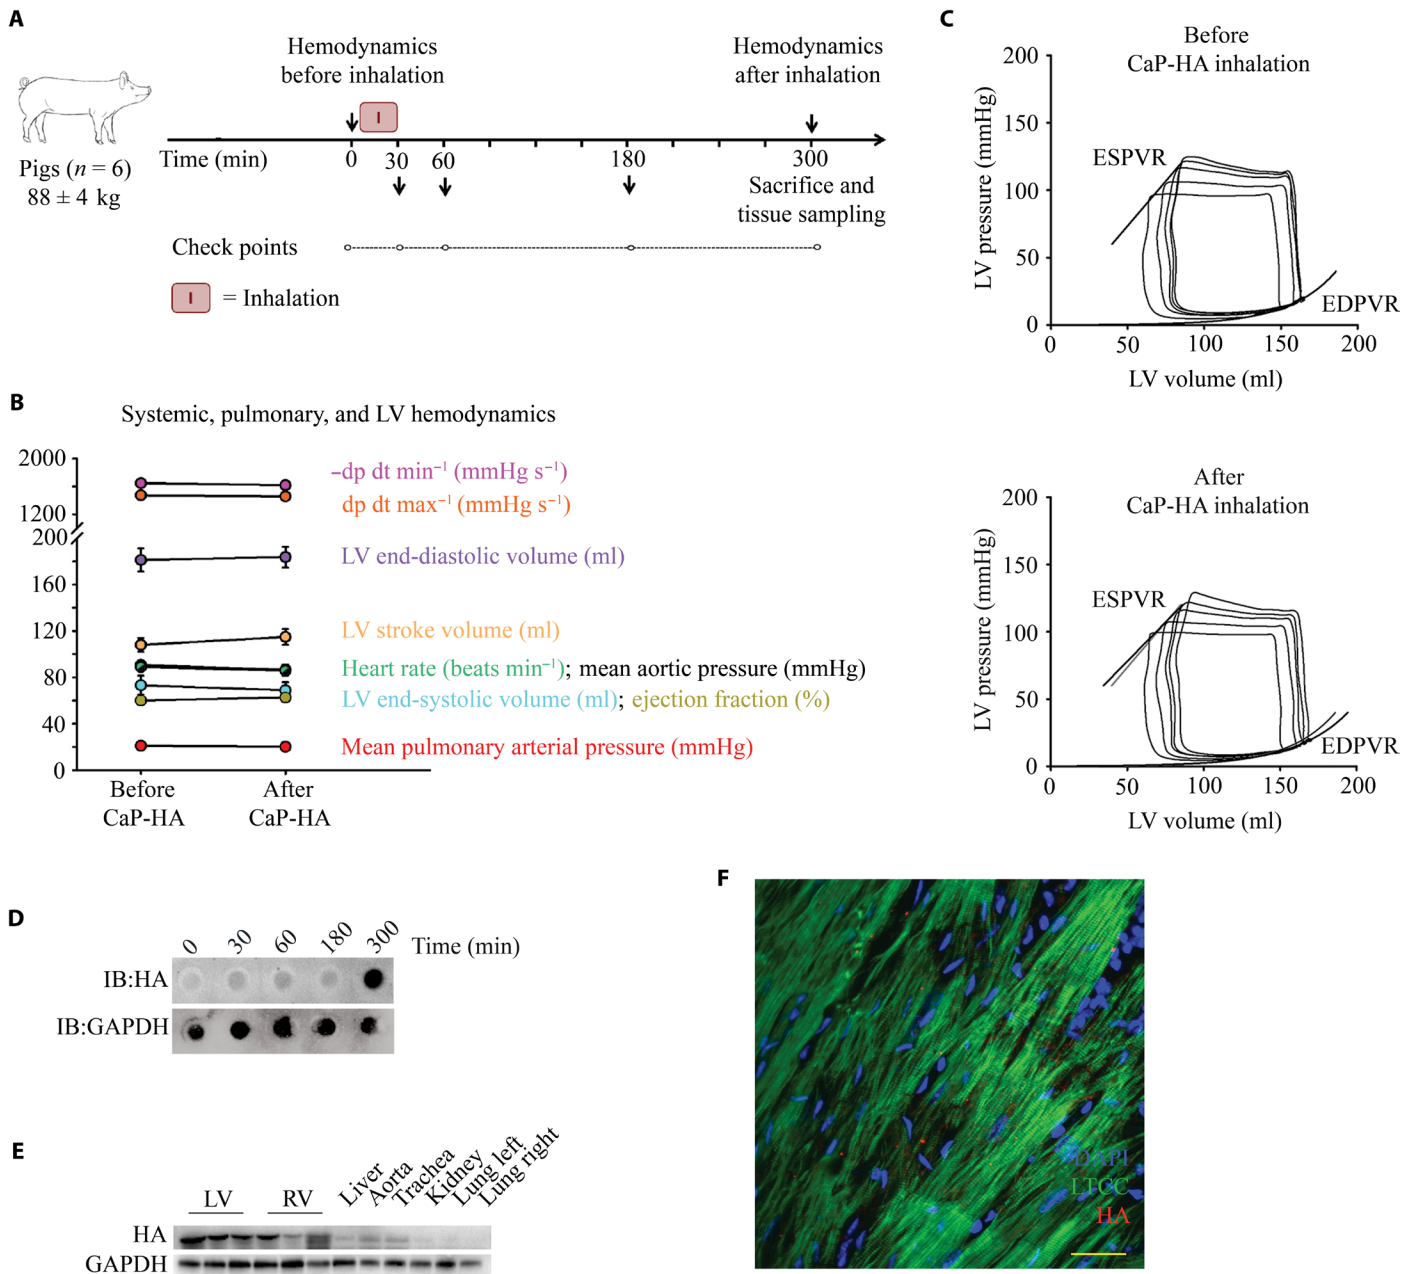 A
Hemodynamics
before inhalation
Hemodynamics
after inhalation
I
Time (min)
0 30 60 180 300
Pigs (n = 6)
88 ± 4 kg
Sacrifice and
tissue sampling
Check points
I = Inhalation
B
Systemic, pulmonary, and LV hemodynamics
2000
1200
200
160
120
80
40
0
–dp dt min⁻¹ (mmHg s⁻¹)
dp dt max⁻¹ (mmHg s⁻¹)
LV end-diastolic volume (ml)
LV stroke volume (ml)
Heart rate (beats min⁻¹); mean aortic pressure (mmHg)
LV end-systolic volume (ml); ejection fraction (%)
Mean pulmonary arterial pressure (mmHg)
Before
CaP-HA
After
CaP-HA
C
Before
CaP-HA inhalation
LV pressure (mmHg)
200
150
100
50
0
ESPVR
EDPVR
0 50 100 150 200
LV volume (ml)
After
CaP-HA inhalation
LV pressure (mmHg)
200
150
100
50
0
ESPVR
EDPVR
0 50 100 150 200
LV volume (ml)
D
0 30 60 180 300 Time (min)
IB:HA
IB:GAPDH
E
LV RV Liver Aorta Trachea Kidney Lung left Lung right
HA
GAPDH
F
DAPI
LTCC
HA